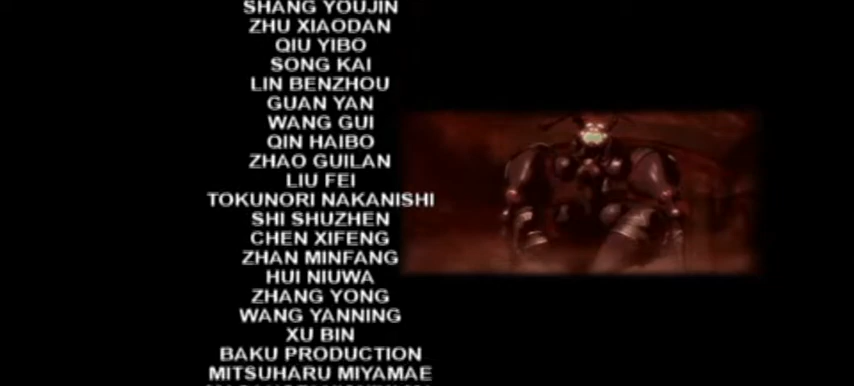 SHANG YOUJIN
ZHU XIAODAN
QIU YIBO
SONG KAI
LIN BENZHOU
GUAN YAN
WANG GUI
QIN HAIBO
ZHAO GUILAN
LIU FEI
TOKUNORI NAKANISHI
SHI SHUZHEN
CHEN XIFENG
ZHAN MINFANG
HUI NIUWA
ZHANG YONG
WANG YANNING
XU BIN
BAKU PRODUCTION
MITSUHARU MIYAMAE